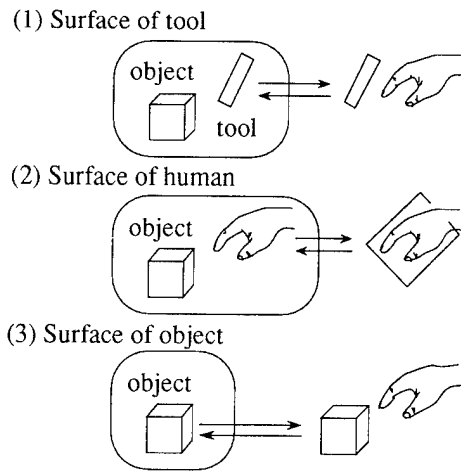 (1) Surface of tool
object
tool
(2) Surface of human
object
(3) Surface of object
object